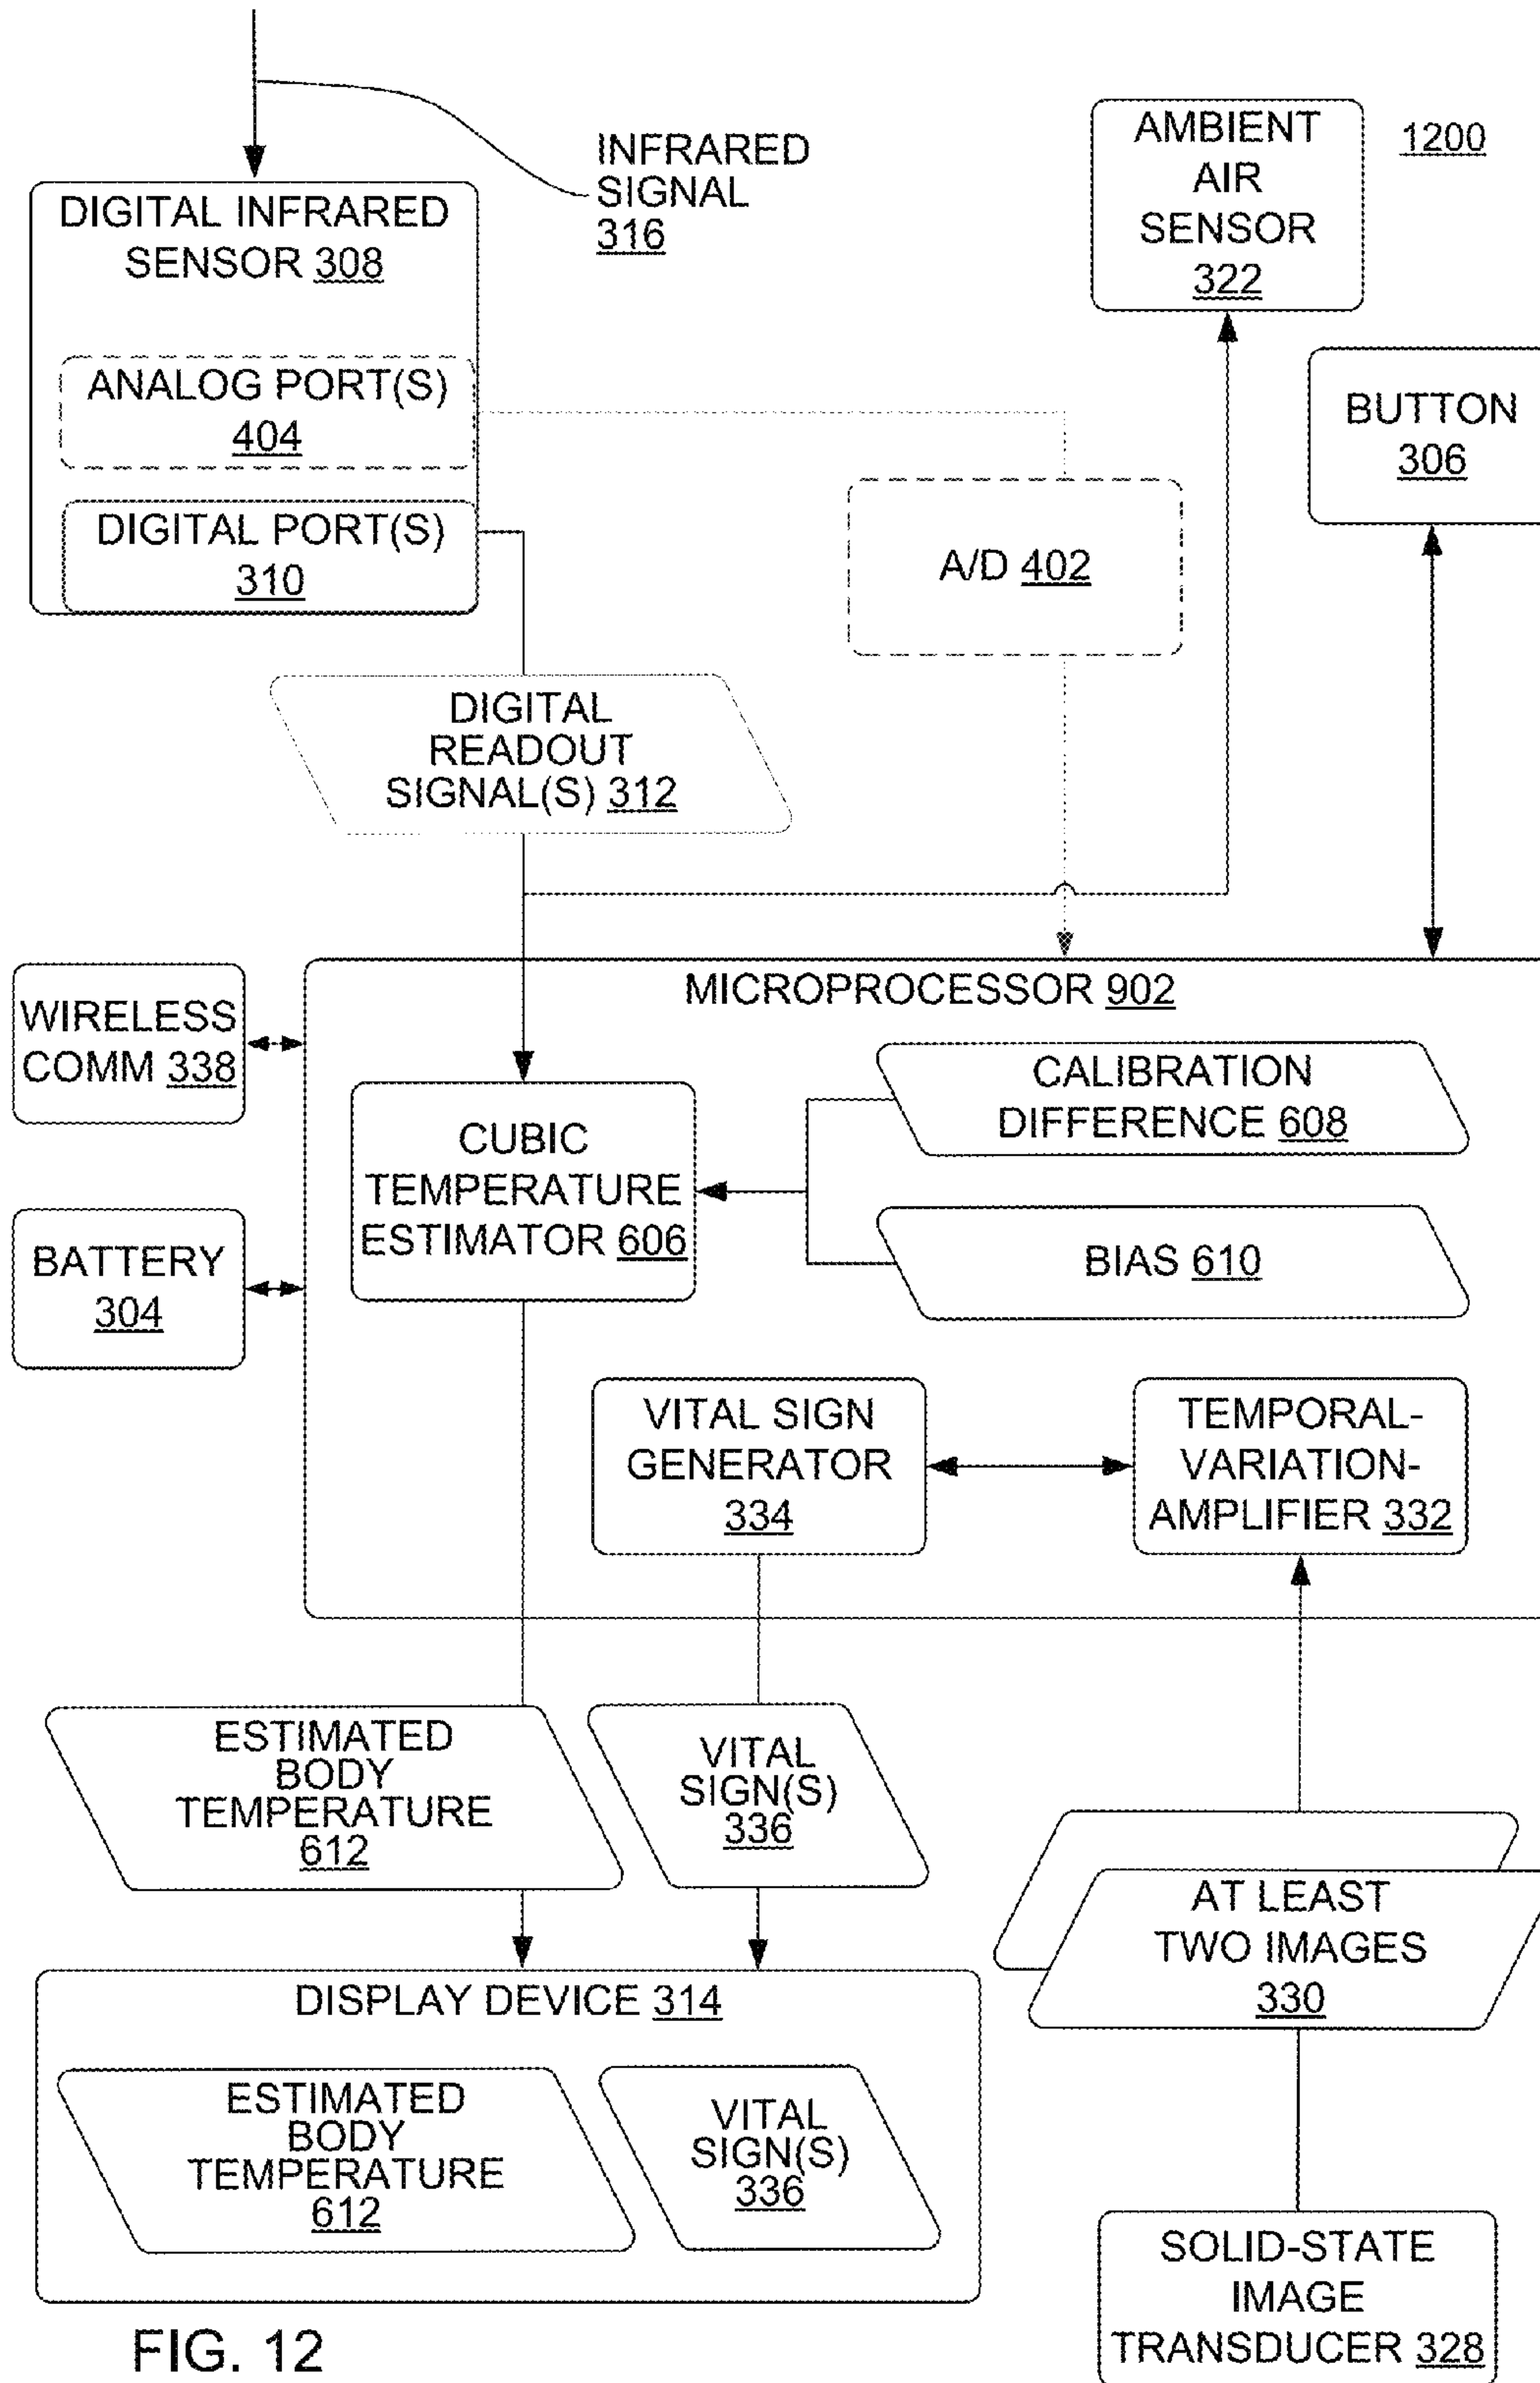 INFRARED
SIGNAL
316
AMBIENT
AIR
SENSOR
322
1200
DIGITAL INFRARED
SENSOR 308
ANALOG PORT(S)
404
DIGITAL PORT(S)
310
BUTTON
306
A/D 402
DIGITAL
READOUT
SIGNAL(S) 312
MICROPROCESSOR 902
WIRELESS
COMM 338
BATTERY
304
CUBIC
TEMPERATURE
ESTIMATOR 606
CALIBRATION
DIFFERENCE 608
BIAS 610
VITAL SIGN
GENERATOR
334
TEMPORAL-
VARIATION-
AMPLIFIER 332
ESTIMATED
BODY
TEMPERATURE
612
VITAL
SIGN(S)
336
AT LEAST
TWO IMAGES
330
DISPLAY DEVICE 314
ESTIMATED
BODY
TEMPERATURE
612
VITAL
SIGN(S)
336
SOLID-STATE
IMAGE
TRANSDUCER 328
FIG. 12